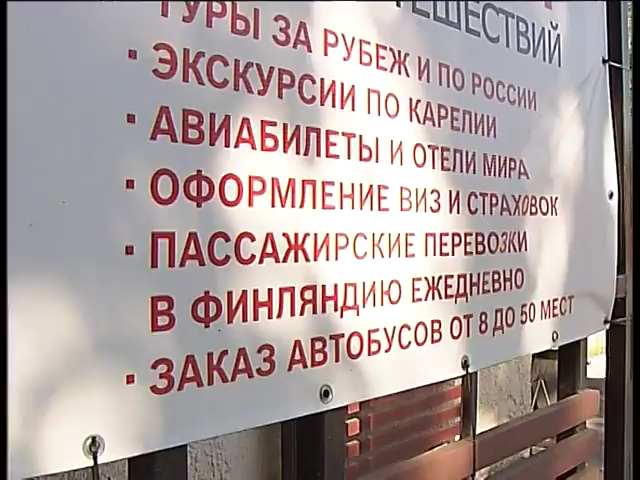 ТУРЫ ЗА РУБЕЖ И ПО РОССИИ
· ЭКСКУРСИИ ПО КАРЕЛИИ
· АВИАБИЛЕТЫ И ОТЕЛИ МИРА
· ОФОРМЛЕНИЕ ВИЗ И СТРАХОВОК
· ПАССАЖИРСКИЕ ПЕРЕВОЗКИ
В ФИНЛЯНДИЮ ЕЖЕДНЕВНО
· ЗАКАЗ АВТОБУСОВ ОТ 8 ДО 50 МЕСТ